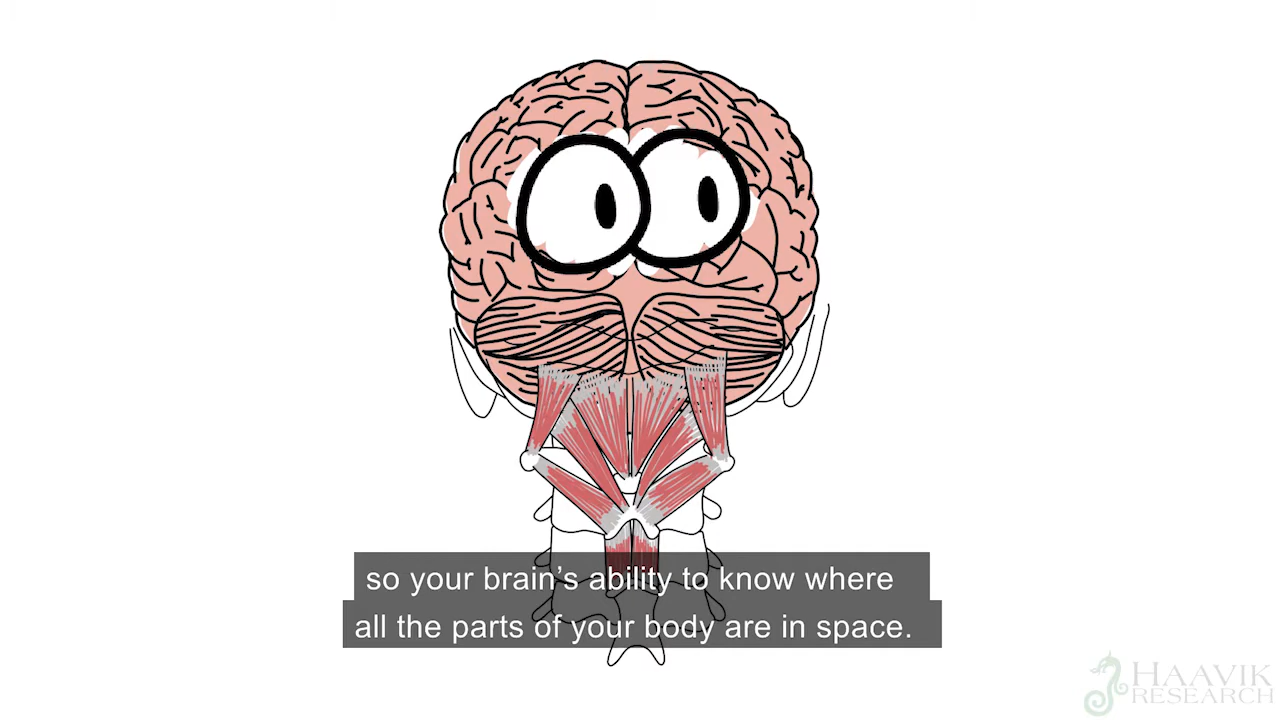 so your brain’s ability to know where
all the parts of your body are in space.
HAAVIK
RESEARCH